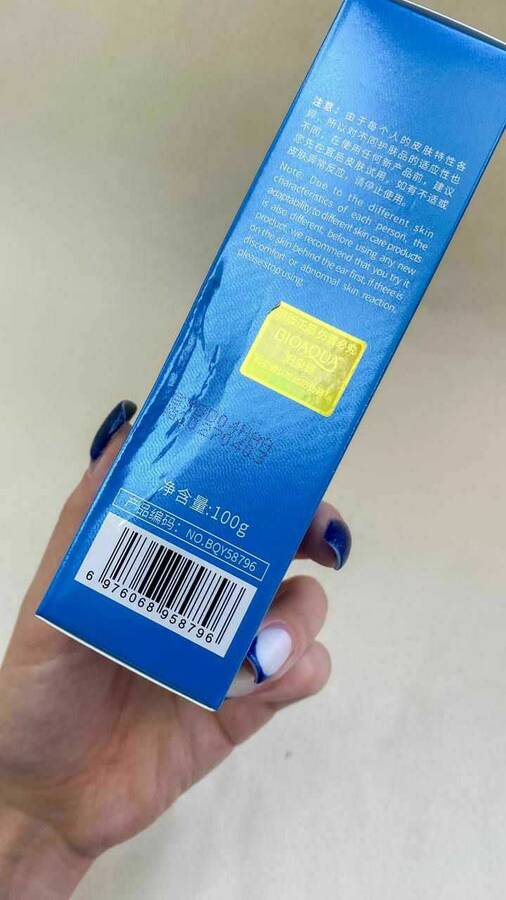 注意：由于每个人的皮肤特性各
异，所以对不同护肤品的适应性也
不同，在使用任何新产品前，建议
您先在耳后皮肤试用，如有不适或
皮肤异常反应，请停止使用。
Note: Due to the different skin
characteristics of each person, the
adaptability to different skin care products
is also different. before using any new
product, we recommend that you try it
on the skin behind the ear first, if there is
discomfort or abnormal skin reaction,
please stop using.
BIOAQUA
净含量:100g
产品编码：NO.BQY58796
6 976068 958796